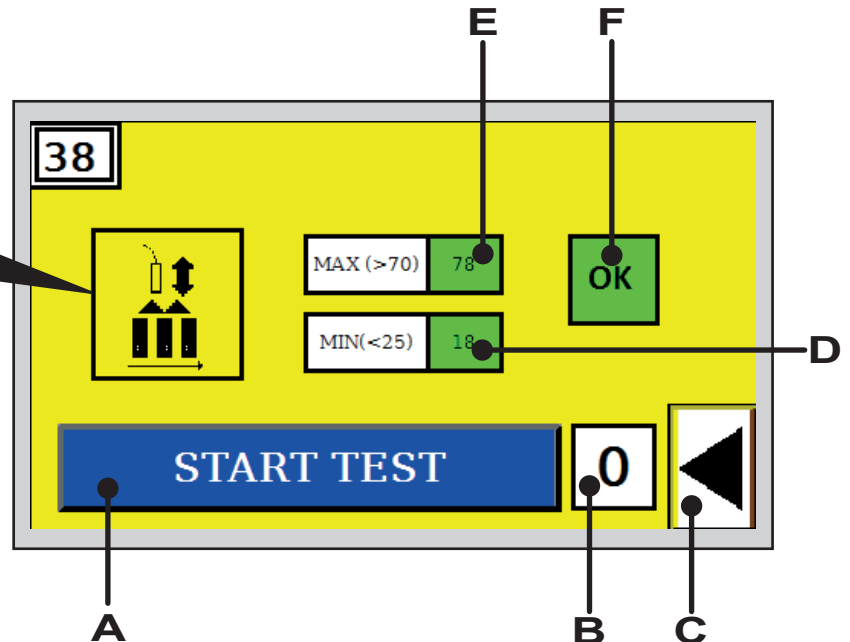 E F
38
MAX (>70) 78
OK
MIN(<25) 18
D
START TEST 0
A B C